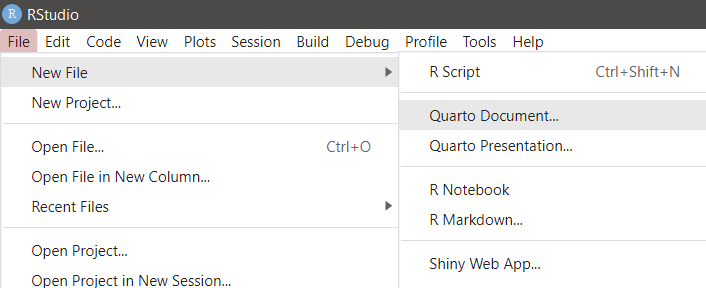 R RStudio
File Edit Code View Plots Session Build Debug Profile Tools Help
New File
New Project...
Open File... Ctrl+O
Open File in New Column...
Recent Files
Open Project...
Open Project in New Session...
R Script Ctrl+Shift+N
Quarto Document...
Quarto Presentation...
R Notebook
R Markdown...
Shiny Web App...